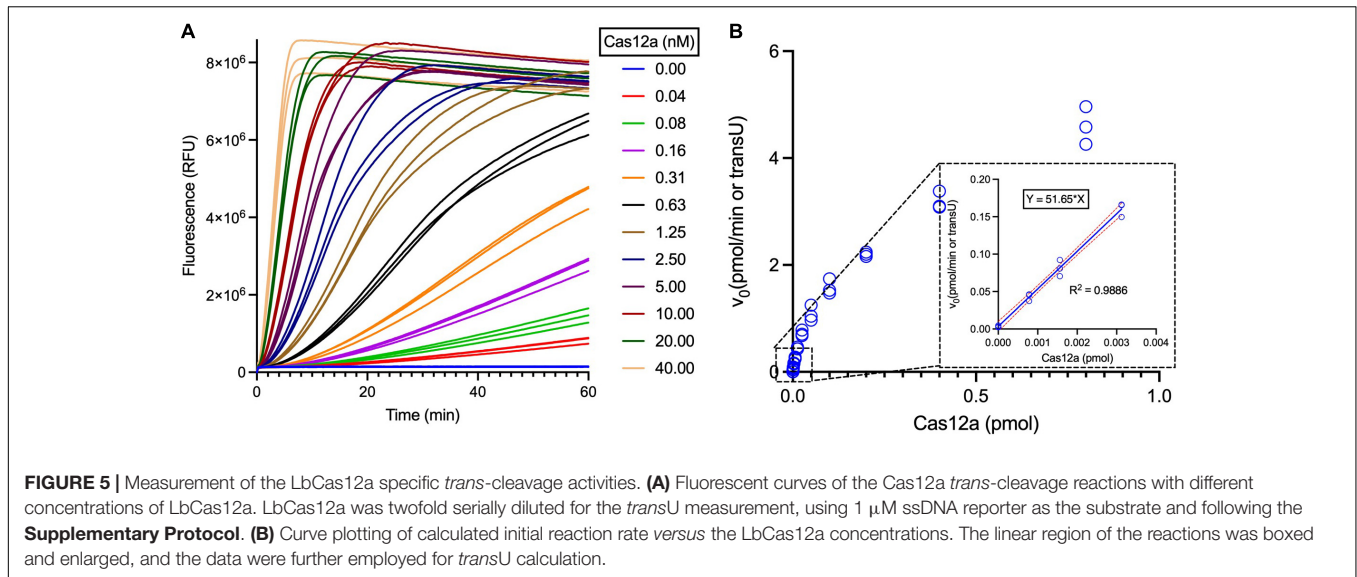 A
Fluorescence (RFU)
8×10⁶
6×10⁶
4×10⁶
2×10⁶
0
0 20 40 60
Time (min)
Cas12a (nM)
0.00
0.04
0.08
0.16
0.31
0.63
1.25
2.50
5.00
10.00
20.00
40.00
B
v₀(pmol/min or transU)
6
4
2
0
0.0 0.5 1.0
Cas12a (pmol)
v₀(pmol/min or transU)
0.20
0.15
0.10
0.05
0.00
Y = 51.65*X
R² = 0.9886
0.000 0.001 0.002 0.003 0.004
Cas12a (pmol)
FIGURE 5 | Measurement of the LbCas12a specific trans-cleavage activities. (A) Fluorescent curves of the Cas12a trans-cleavage reactions with different
concentrations of LbCas12a. LbCas12a was twofold serially diluted for the transU measurement, using 1 μM ssDNA reporter as the substrate and following the
Supplementary Protocol. (B) Curve plotting of calculated initial reaction rate versus the LbCas12a concentrations. The linear region of the reactions was boxed
and enlarged, and the data were further employed for transU calculation.